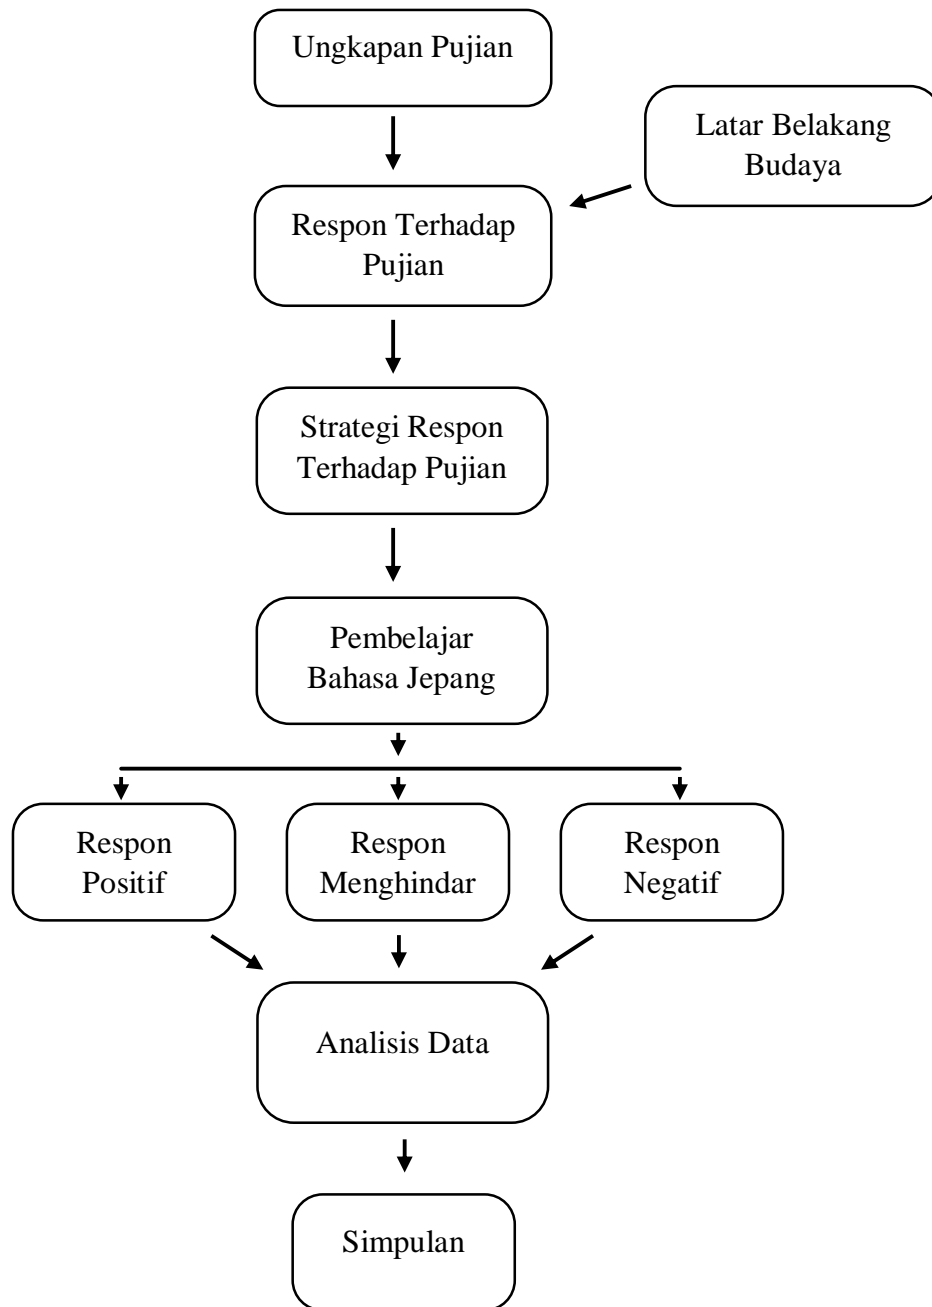 Ungkapan Pujian
Latar Belakang
Budaya
Respon Terhadap
Pujian
Strategi Respon
Terhadap Pujian
Pembelajar
Bahasa Jepang
Respon
Positif
Respon
Menghindar
Respon
Negatif
Analisis Data
Simpulan